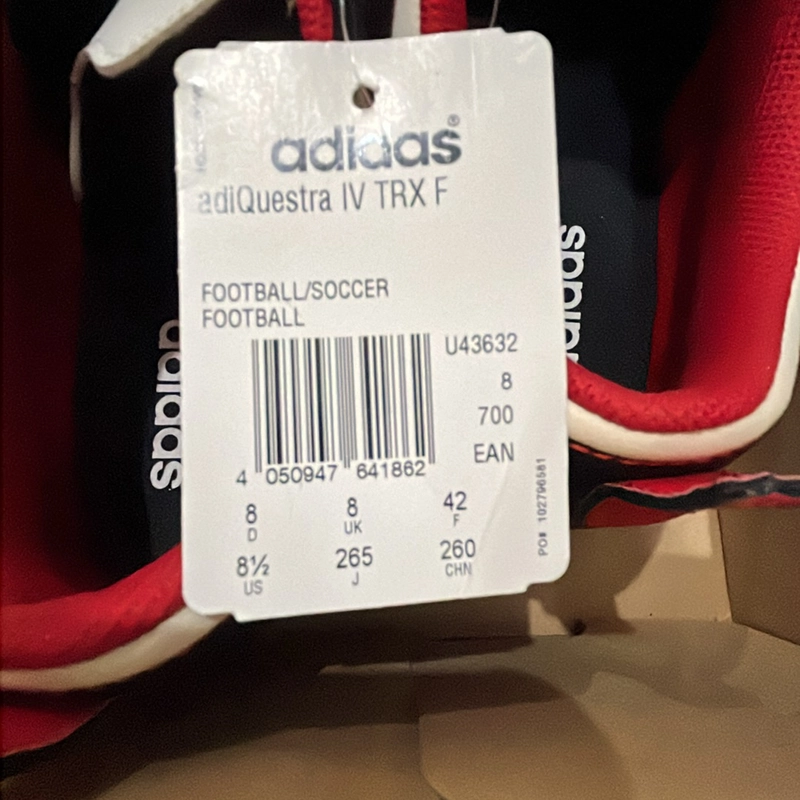 adidas®
adiQuestra IV TRX F
FOOTBALL/SOCCER
FOOTBALL
U43632
8
700
EAN
4 050947 641862
8 8 42
D UK F
8½ 265 260
US J CHN
PO# 102796581
adidas
adidas